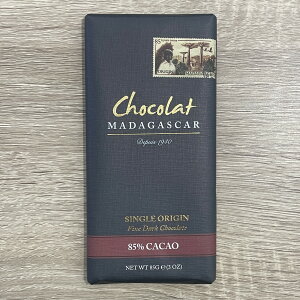 Chocolat
MADAGASCAR
Depuis 1940
SINGLE ORIGIN
Fine Dark Chocolate
85% CACAO
NET WT 85G e (3 OZ)